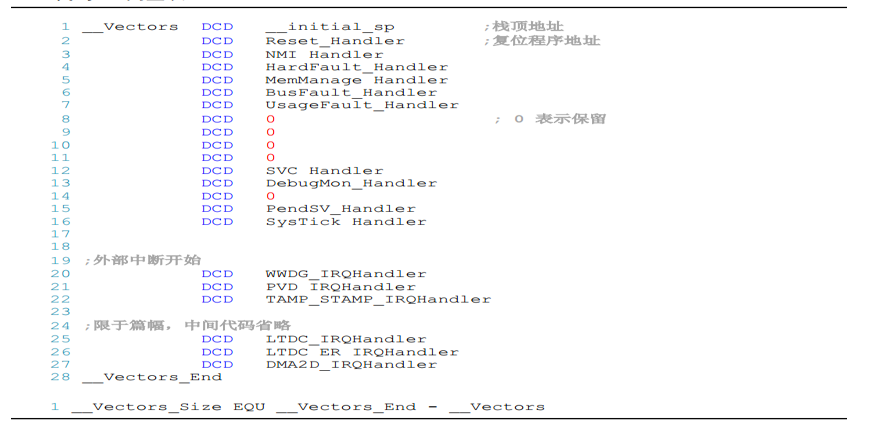 1 __Vectors DCD __initial_sp ;栈顶地址
2 DCD Reset_Handler ;复位程序地址
3 DCD NMI_Handler
4 DCD HardFault_Handler
5 DCD MemManage_Handler
6 DCD BusFault_Handler
7 DCD UsageFault_Handler
8 DCD 0 ; 0 表示保留
9 DCD 0
10 DCD 0
11 DCD 0
12 DCD SVC_Handler
13 DCD DebugMon_Handler
14 DCD 0
15 DCD PendSV_Handler
16 DCD SysTick_Handler
17
18
19 ;外部中断开始
20 DCD WWDG_IRQHandler
21 DCD PVD_IRQHandler
22 DCD TAMP_STAMP_IRQHandler
23
24 ;限于篇幅，中间代码省略
25 DCD LTDC_IRQHandler
26 DCD LTDC_ER_IRQHandler
27 DCD DMA2D_IRQHandler
28 __Vectors_End
1 __Vectors_Size EQU __Vectors_End - __Vectors